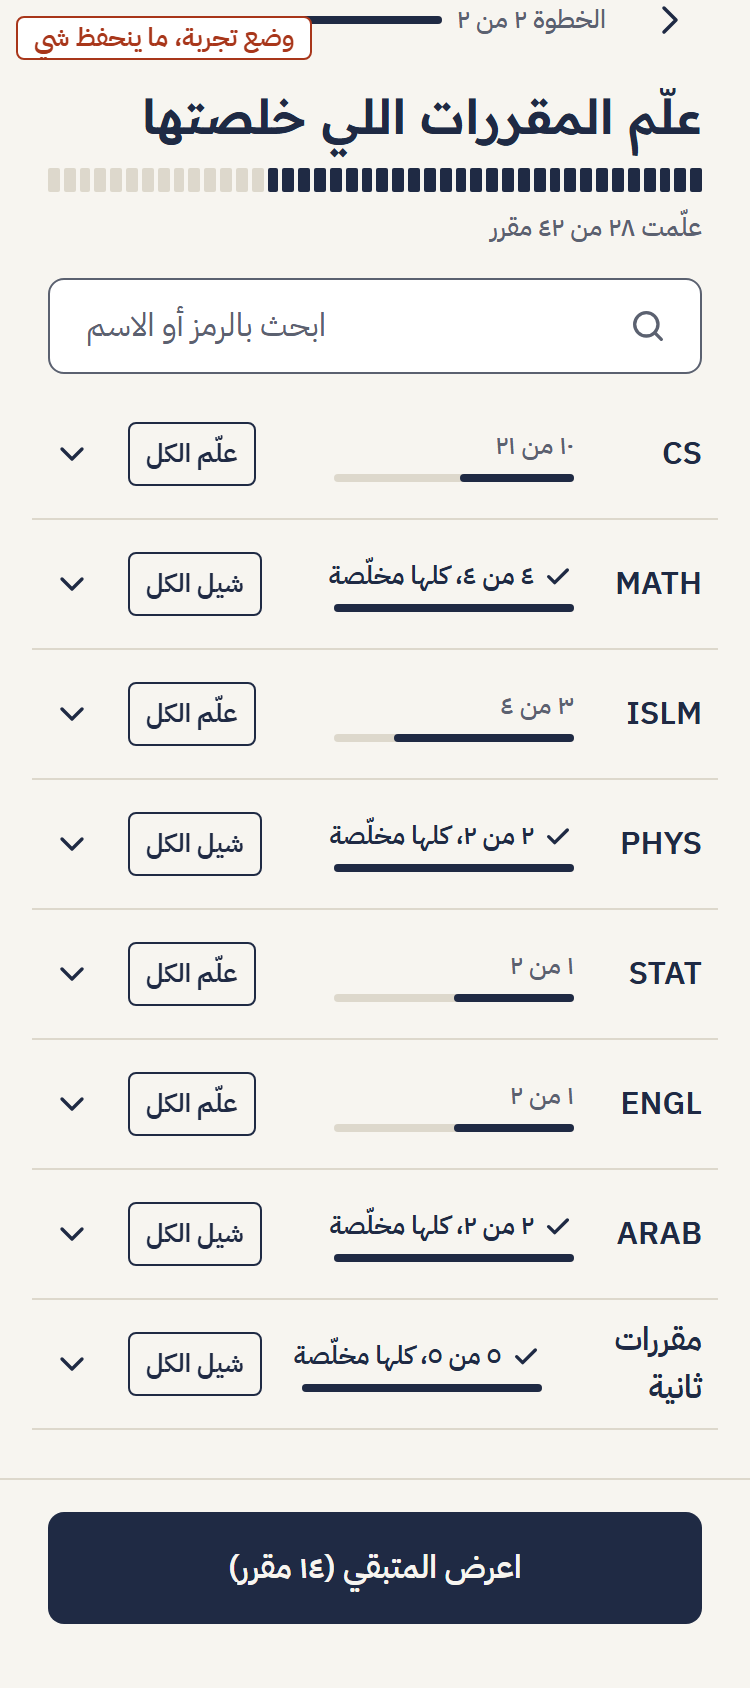 الخطوة ٢ من ٢
وضع تجربة، ما ينحفظ شي
علّم المقررات اللي خلصتها
علّمت ٢٨ من ٤٢ مقرر
ابحث بالرمز أو الاسم
CS
١٠ من ٢١
علّم الكل
MATH
٤ من ٤، كلها مخلّصة
شيل الكل
ISLM
٣ من ٤
علّم الكل
PHYS
٢ من ٢، كلها مخلّصة
شيل الكل
STAT
١ من ٢
علّم الكل
ENGL
١ من ٢
علّم الكل
ARAB
٢ من ٢، كلها مخلّصة
شيل الكل
مقررات
ثانية
٥ من ٥، كلها مخلّصة
شيل الكل
اعرض المتبقي (١٤ مقرر)